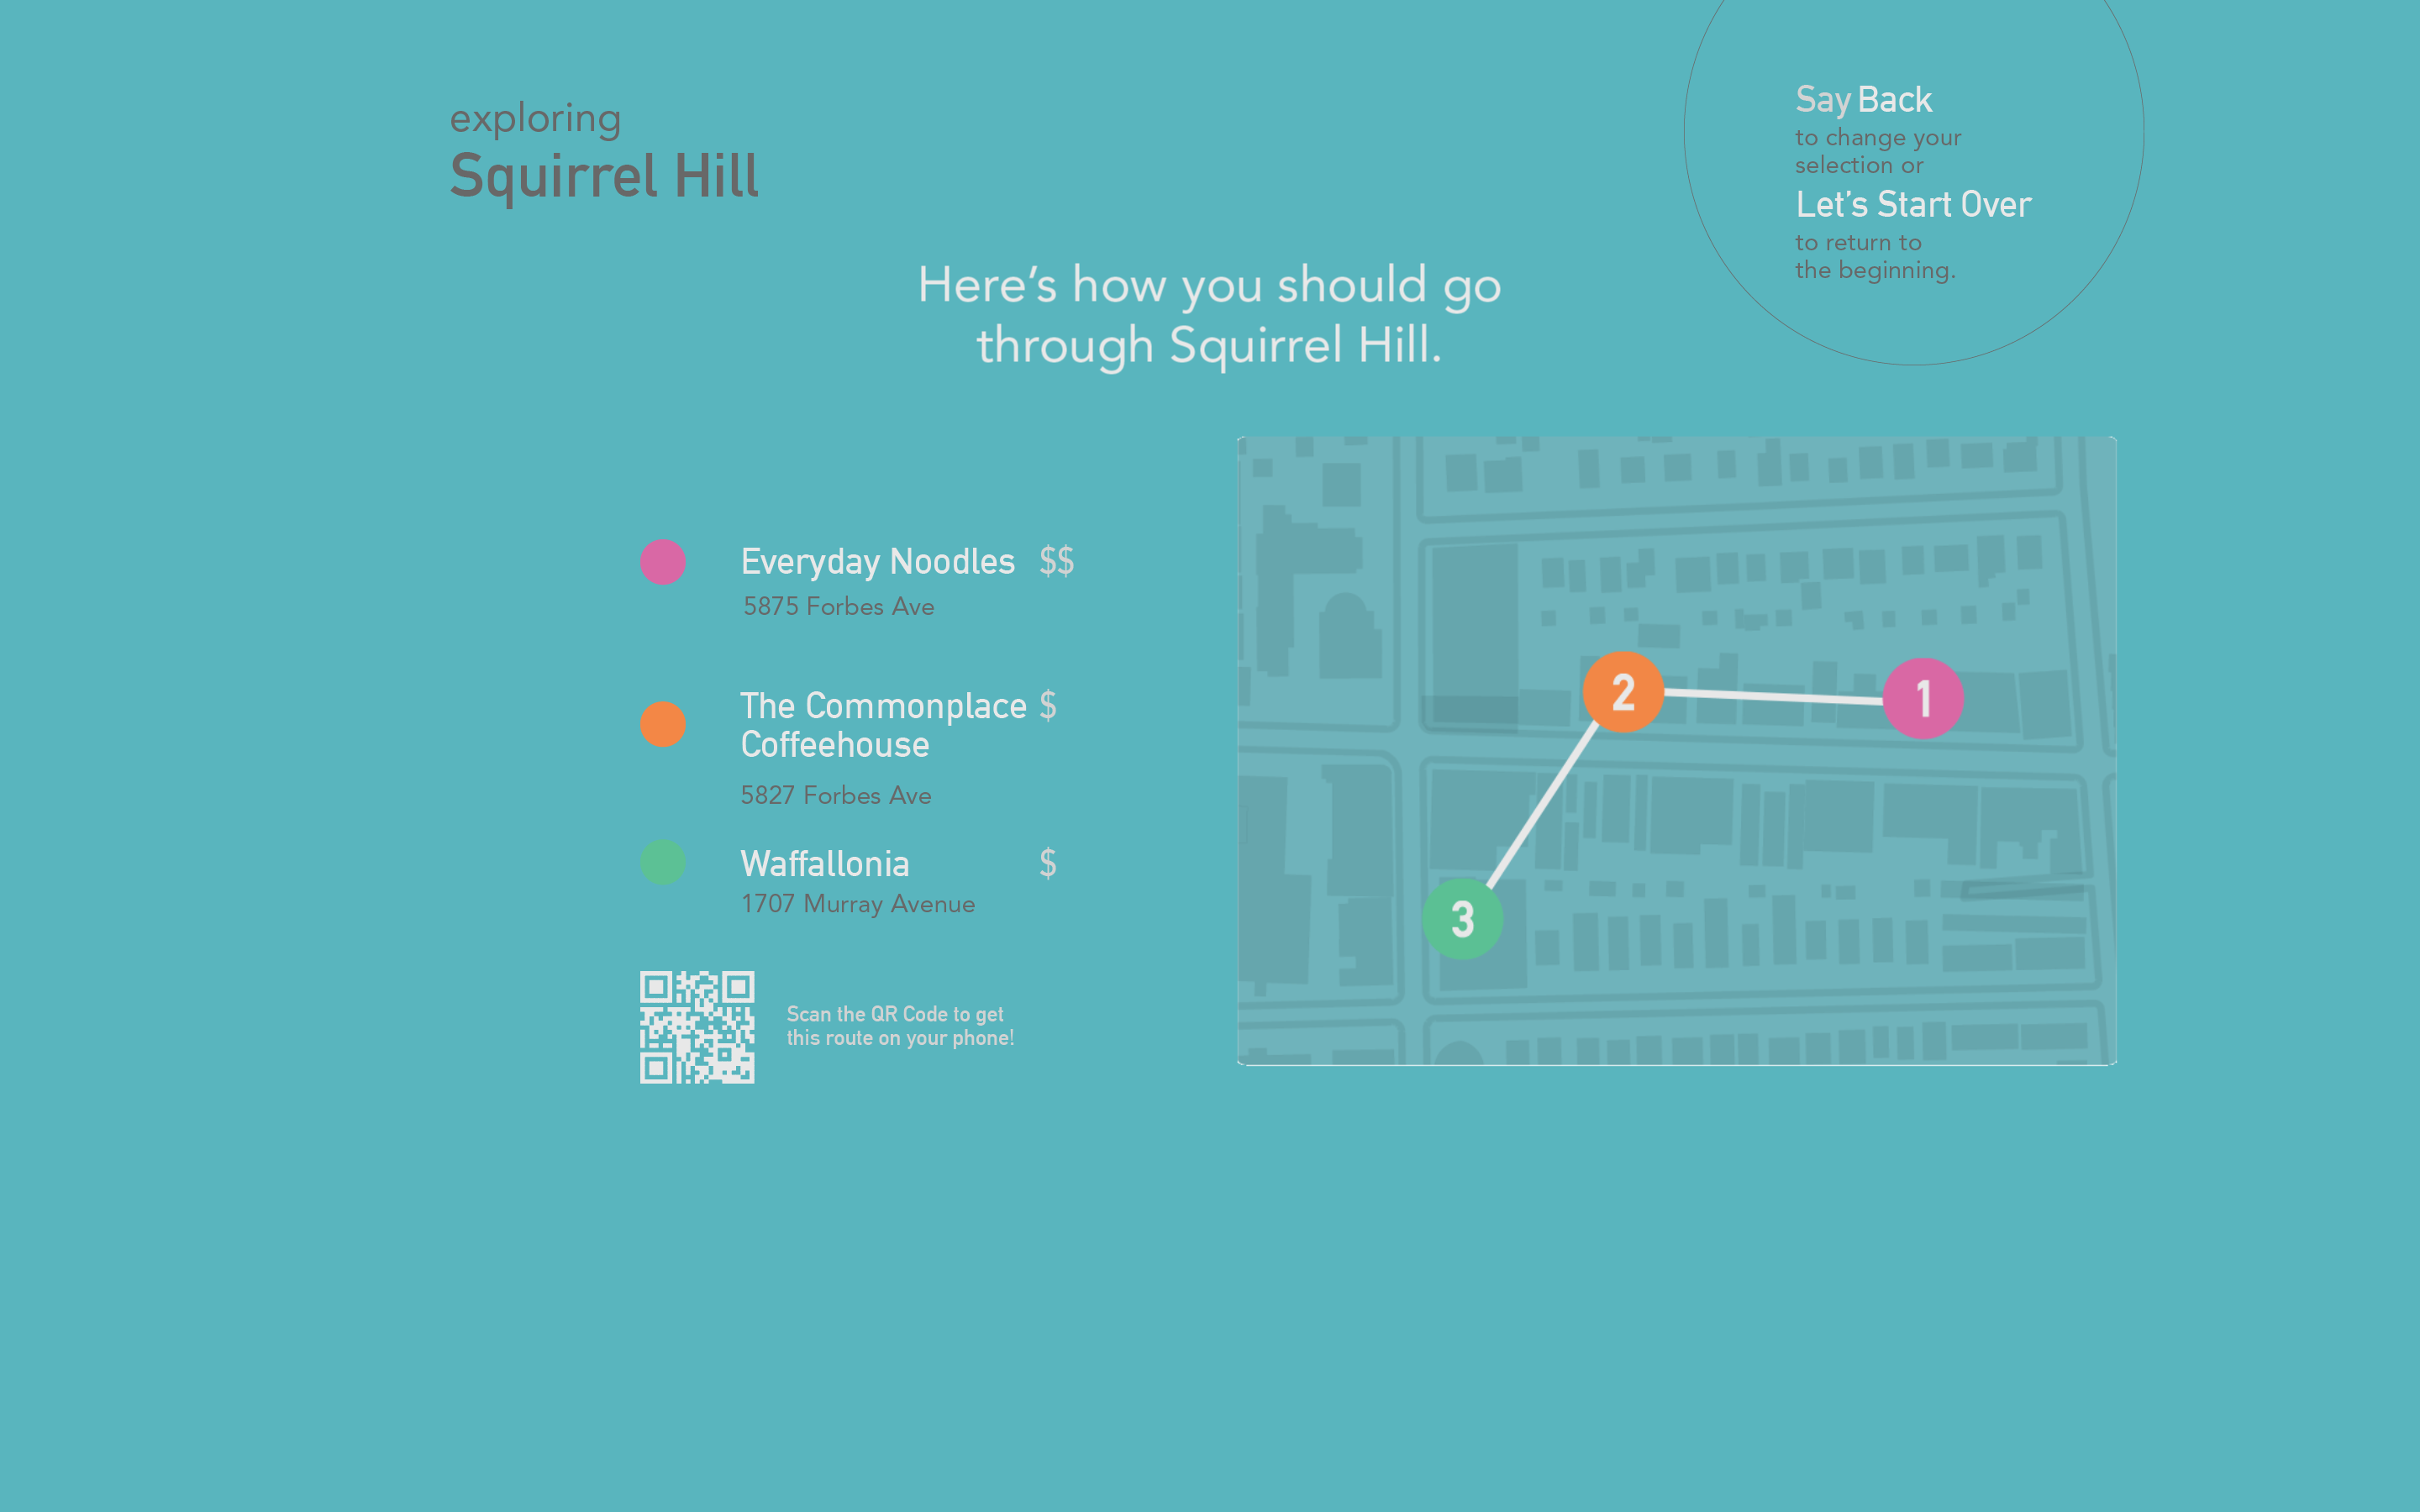 exploring
Squirrel Hill
Say Back
to change your
selection or
Let's Start Over
to return to
the beginning.
Here's how you should go
through Squirrel Hill.
Everyday Noodles $$
5875 Forbes Ave
The Commonplace $
Coffeehouse
5827 Forbes Ave
Waffallonia $
1707 Murray Avenue
Scan the QR Code to get
this route on your phone!
2
1
3